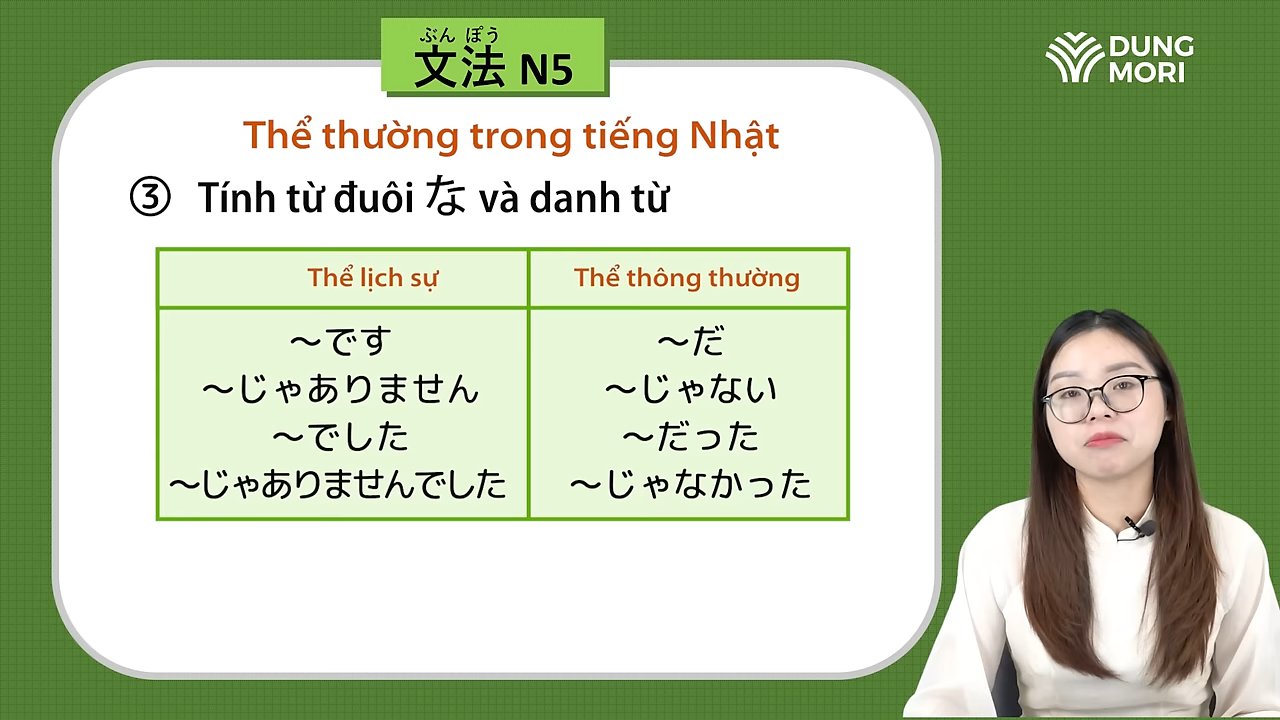 ぶん ぽう
文法 N5
DUNG
MORI
Thể thường trong tiếng Nhật
③ Tính từ đuôi な và danh từ
Thể lịch sự
Thể thông thường
～です
～だ
～じゃありません
～じゃない
～でした
～だった
～じゃありませんでした
～じゃなかった